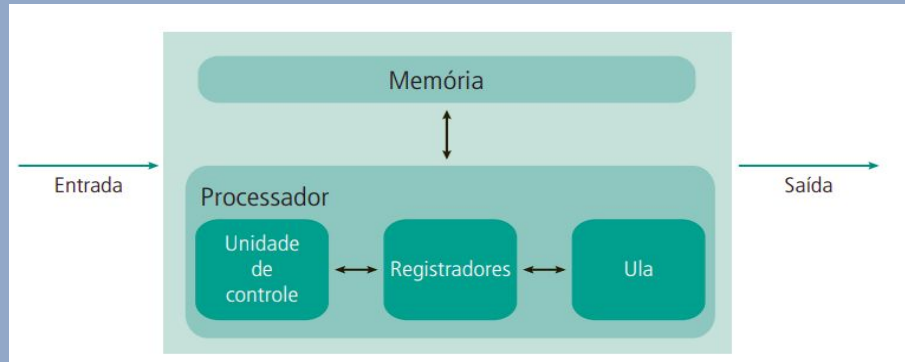 Memória
Entrada
Saída
Processador
Unidade
de
controle
Registradores
Ula